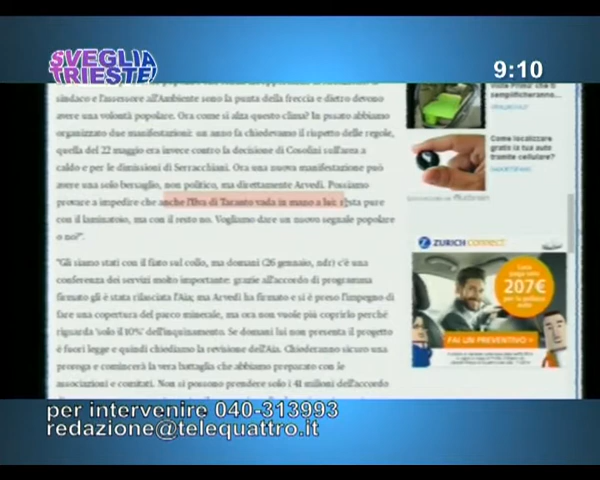 SVEGLIA
TRIESTE!
9:10
sindaco e l'assessore all'Ambiente sono la punta della freccia e dietro devono
avere una volontà popolare. Ora come si alza questo clima? In pssato abbiamo
organizzato due manifestazioni: un anno fa chiedevamo il rispetto delle regole,
quella del 22 maggio era invece contro la decisione di Cosolini sull'area a
caldo e per le dimissioni di Serracchiani. Ora una nuova manifestazione può
avere una solo bersaglio, non politico, ma direttamente Arvedi. Possiamo
provare a impedire che anche l'Ilva di Taranto vada in mano a lui: resta pure
con il laminatoio, ma con il resto no. Vogliamo dare un nuovo segnale popolare
o no?".
"Gli siamo stati con il fiato sul collo, ma domani (26 gennaio, ndr) c'è una
conferenza dei servizi molto importante: grazie all'accordo di programma
firmato gli è stata rilasciata l'Aia; ma Arvedi ha firmato e si è preso l'impegno di
fare una copertura del parco minerale, ma ora non vuole più coprirlo perché
riguarda 'solo il 10%' dell'inquinamento. Se domani lui non presenta il progetto
è fuori legge e quindi chiediamo la revisione dell'Aia. Chiederanno sicuro una
proroga e comincerà la vera battaglia che abbiamo preparato con le
associazioni e comitati. Non si possono prendere solo i 41 milioni dell'accordo
che ti
semplificheranno...
Come localizzare
gratis la tua auto
tramite cellulare?
ZURICH CONNECT
207€
FAI UN PREVENTIVO >
per intervenire 040-313993
redazione@telequattro.it